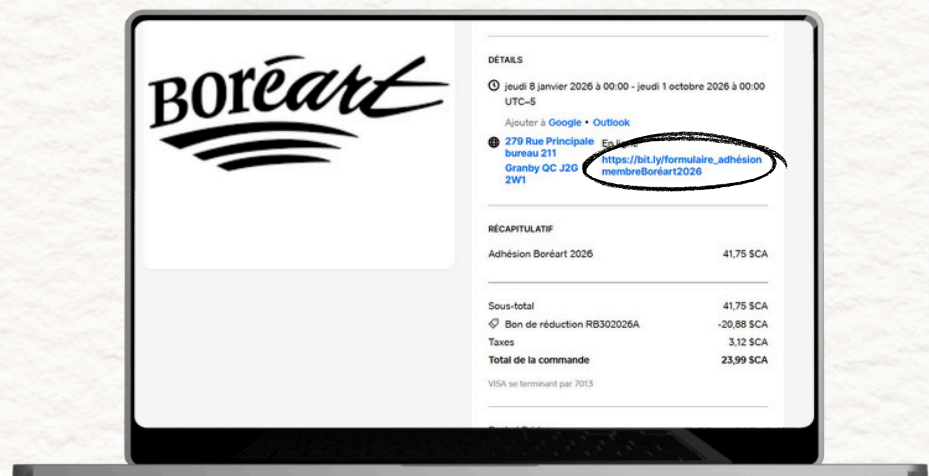 Boréart
DÉTAILS
jeudi 8 janvier 2026 à 00:00 - jeudi 1 octobre 2026 à 00:00
UTC-5
Ajouter à Google • Outlook
279 Rue Principale
bureau 211
Granby QC J2G
2W1
En ligne
https://bit.ly/formulaire_adhésion
membreBoréart2026
RÉCAPITULATIF
Adhésion Boréart 2026 41,75 $CA
Sous-total 41,75 $CA
Bon de réduction RB302026A -20,88 $CA
Taxes 3,12 $CA
Total de la commande 23,99 $CA
VISA se terminant par 7013